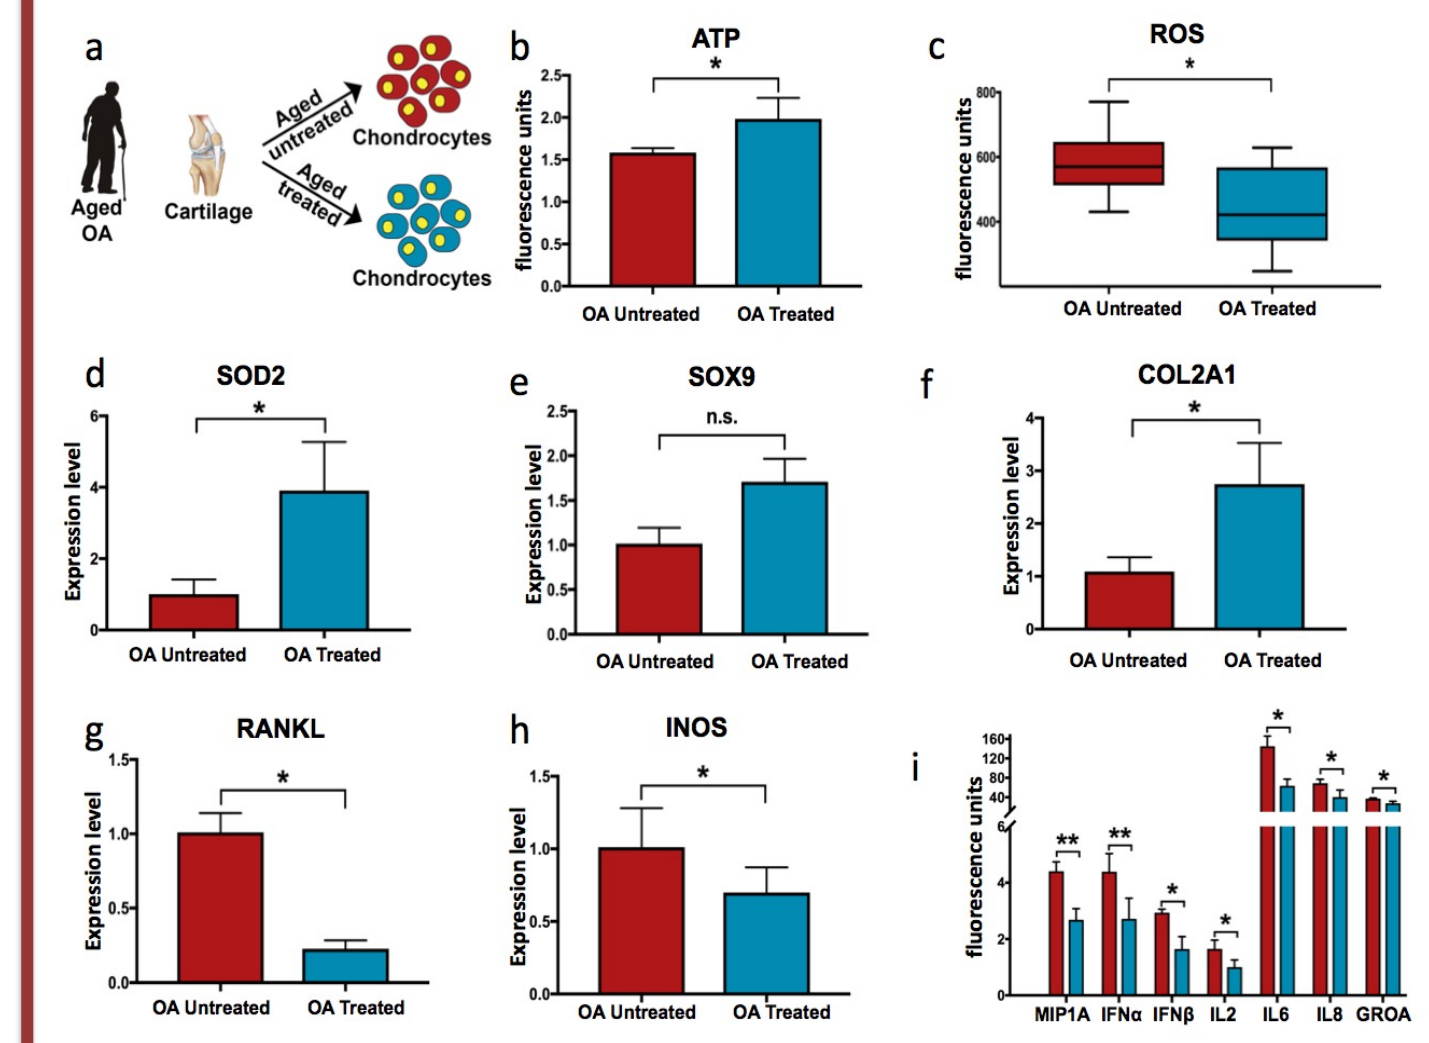 a
Aged
untreated
Chondrocytes
Aged
treated
Chondrocytes
Aged
OA
Cartilage
b
ATP
*
fluorescence units
2.5
2.0
1.5
1.0
0.5
0.0
OA Untreated OA Treated
c
ROS
*
fluorescence units
800
600
400
OA Untreated OA Treated
d
SOD2
*
Expression level
6
4
2
0
OA Untreated OA Treated
e
SOX9
n.s.
Expression level
2.5
2.0
1.5
1.0
0.5
0.0
OA Untreated OA Treated
f
COL2A1
*
Expression level
4
3
2
1
0
OA Untreated OA Treated
g
RANKL
*
Expression level
1.5
1.0
0.5
0.0
OA Untreated OA Treated
h
INOS
*
Expression level
1.5
1.0
0.5
0.0
OA Untreated OA Treated
i
fluorescence units
160
120
80
40
6
4
2
0
** ** * * * * *
MIP1A IFNα IFNβ IL2 IL6 IL8 GROA